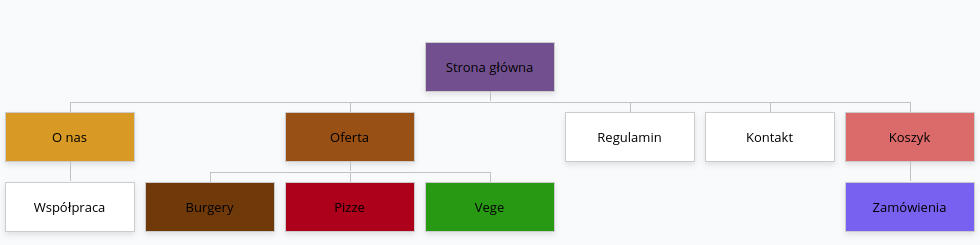 Strona główna
O nas
Oferta
Regulamin
Kontakt
Koszyk
Współpraca
Burgery
Pizze
Vege
Zamówienia